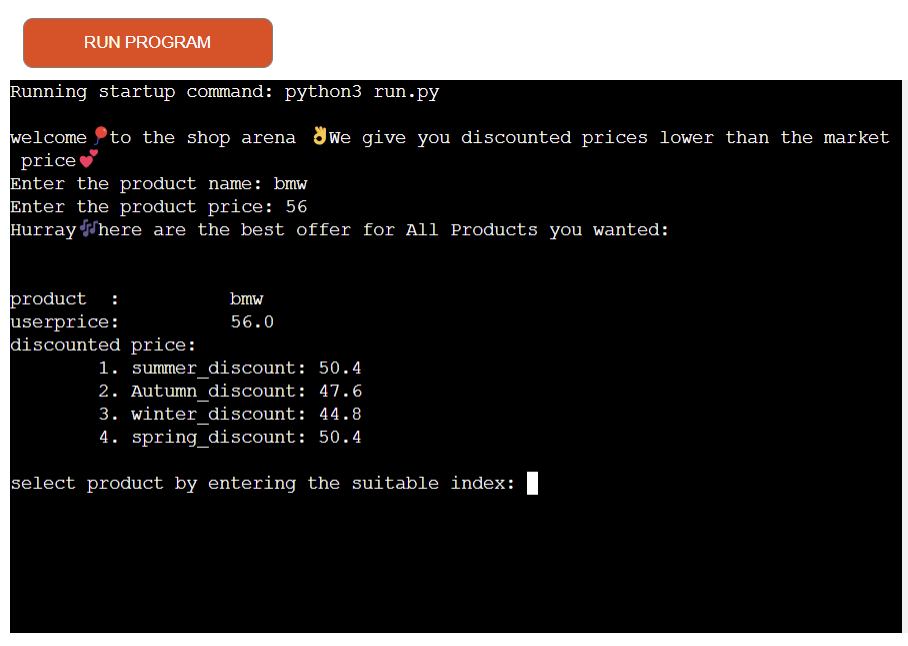 RUN PROGRAM
Running startup command: python3 run.py
welcome🎈to the shop arena 👌We give you discounted prices lower than the market
price💕
Enter the product name: bmw
Enter the product price: 56
Hurray🎶here are the best offer for All Products you wanted:
product  :          bmw
userprice:          56.0
discounted price:
1. summer_discount: 50.4
2. Autumn_discount: 47.6
3. winter_discount: 44.8
4. spring_discount: 50.4
select product by entering the suitable index: